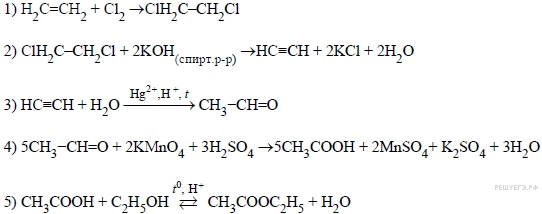 1) H₂C=CH₂ + Cl₂ →ClH₂C–CH₂Cl
2) ClH₂C–CH₂Cl + 2KOH₍спирт.р-р₎ →HC≡CH + 2KCl + 2H₂O
Hg²⁺,H⁺, t
3) HC≡CH + H₂O ⟶ CH₃−CH=O
4) 5CH₃−CH=O + 2KMnO₄ + 3H₂SO₄ →5CH₃COOH + 2MnSO₄+ K₂SO₄ + 3H₂O
t⁰, H⁺
5) CH₃COOH + C₂H₅OH ⇄ CH₃COOC₂H₅ + H₂O
РЕШУЕГЭ.РФ